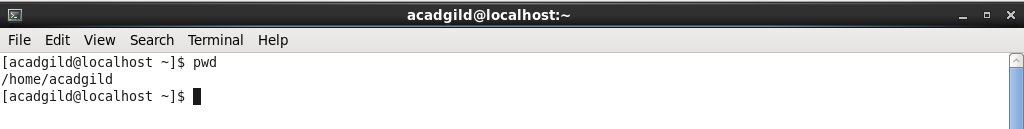 acadgild@localhost:~
File Edit View Search Terminal Help
[acadgild@localhost ~]$ pwd
/home/acadgild
[acadgild@localhost ~]$